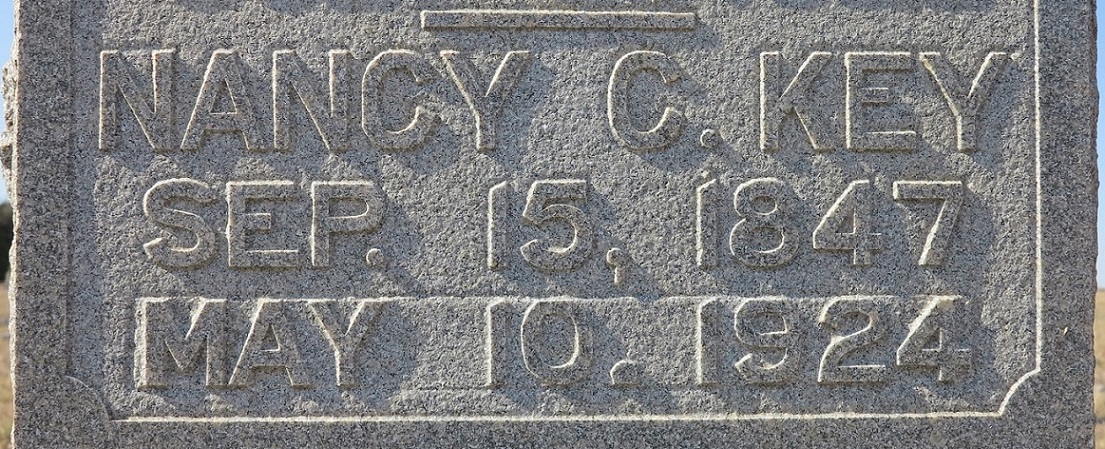 NANCY C. KEY
SEP. 15, 1847
MAY 10. 1924